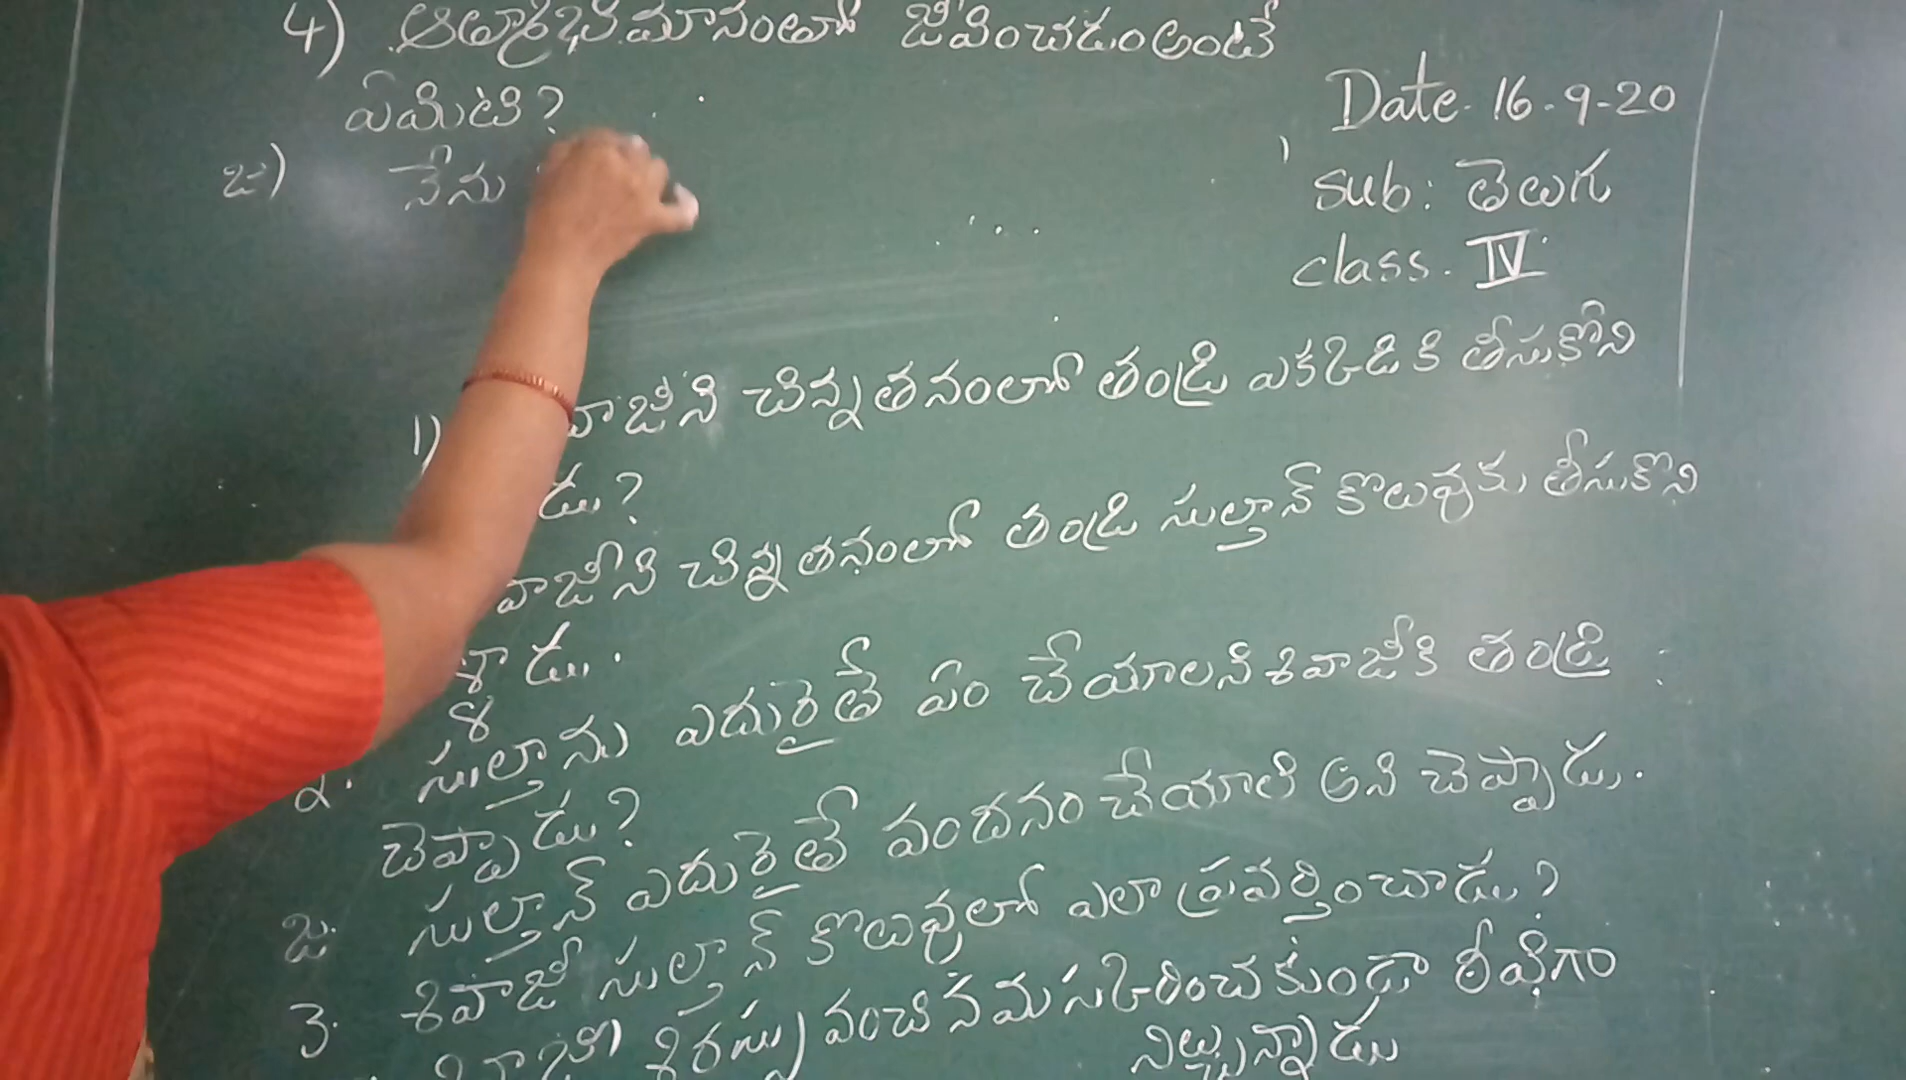 4) ఆత్మాభిమానంతో జీవించడం అంటే
ఏమిటి?
జ) నేను
Date. 16-9-20
sub: తెలుగు
class. IV
1) వాజీని చిన్నతనంలో తండ్రి ఎక్కడికి తీసుకోని
డు?
వాజీని చిన్నతనంలో తండ్రి సుల్తాన్ కొలువుకు తీసుకొని
ళ్లాడు.
2. సుల్తాను ఎదురైతే ఏం చేయాలని శివాజీకి తండ్రి
చెప్పాడు?
జ. సుల్తాన్ ఎదురైతే వందనం చేయాలి అని చెప్పాడు.
3. శివాజీ సుల్తాన్ కొలువులో ఎలా ప్రవర్తించాడు?
శివాజీ శిరస్సు వంచి నమస్కరించకుండా ఠీవిగా
నిల్చున్నాడు